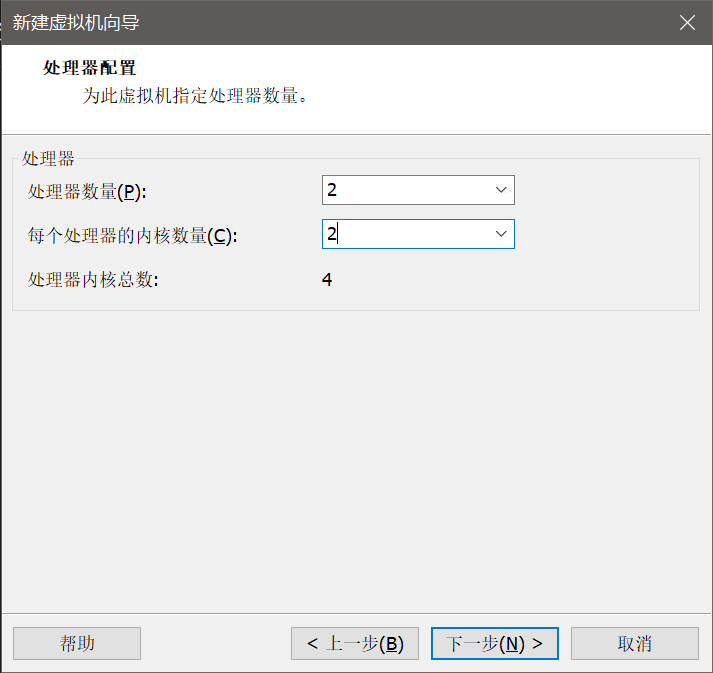 新建虚拟机向导
处理器配置
为此虚拟机指定处理器数量。
处理器
处理器数量(P): 2
每个处理器的内核数量(C): 2
处理器内核总数: 4
帮助 < 上一步(B) 下一步(N) > 取消